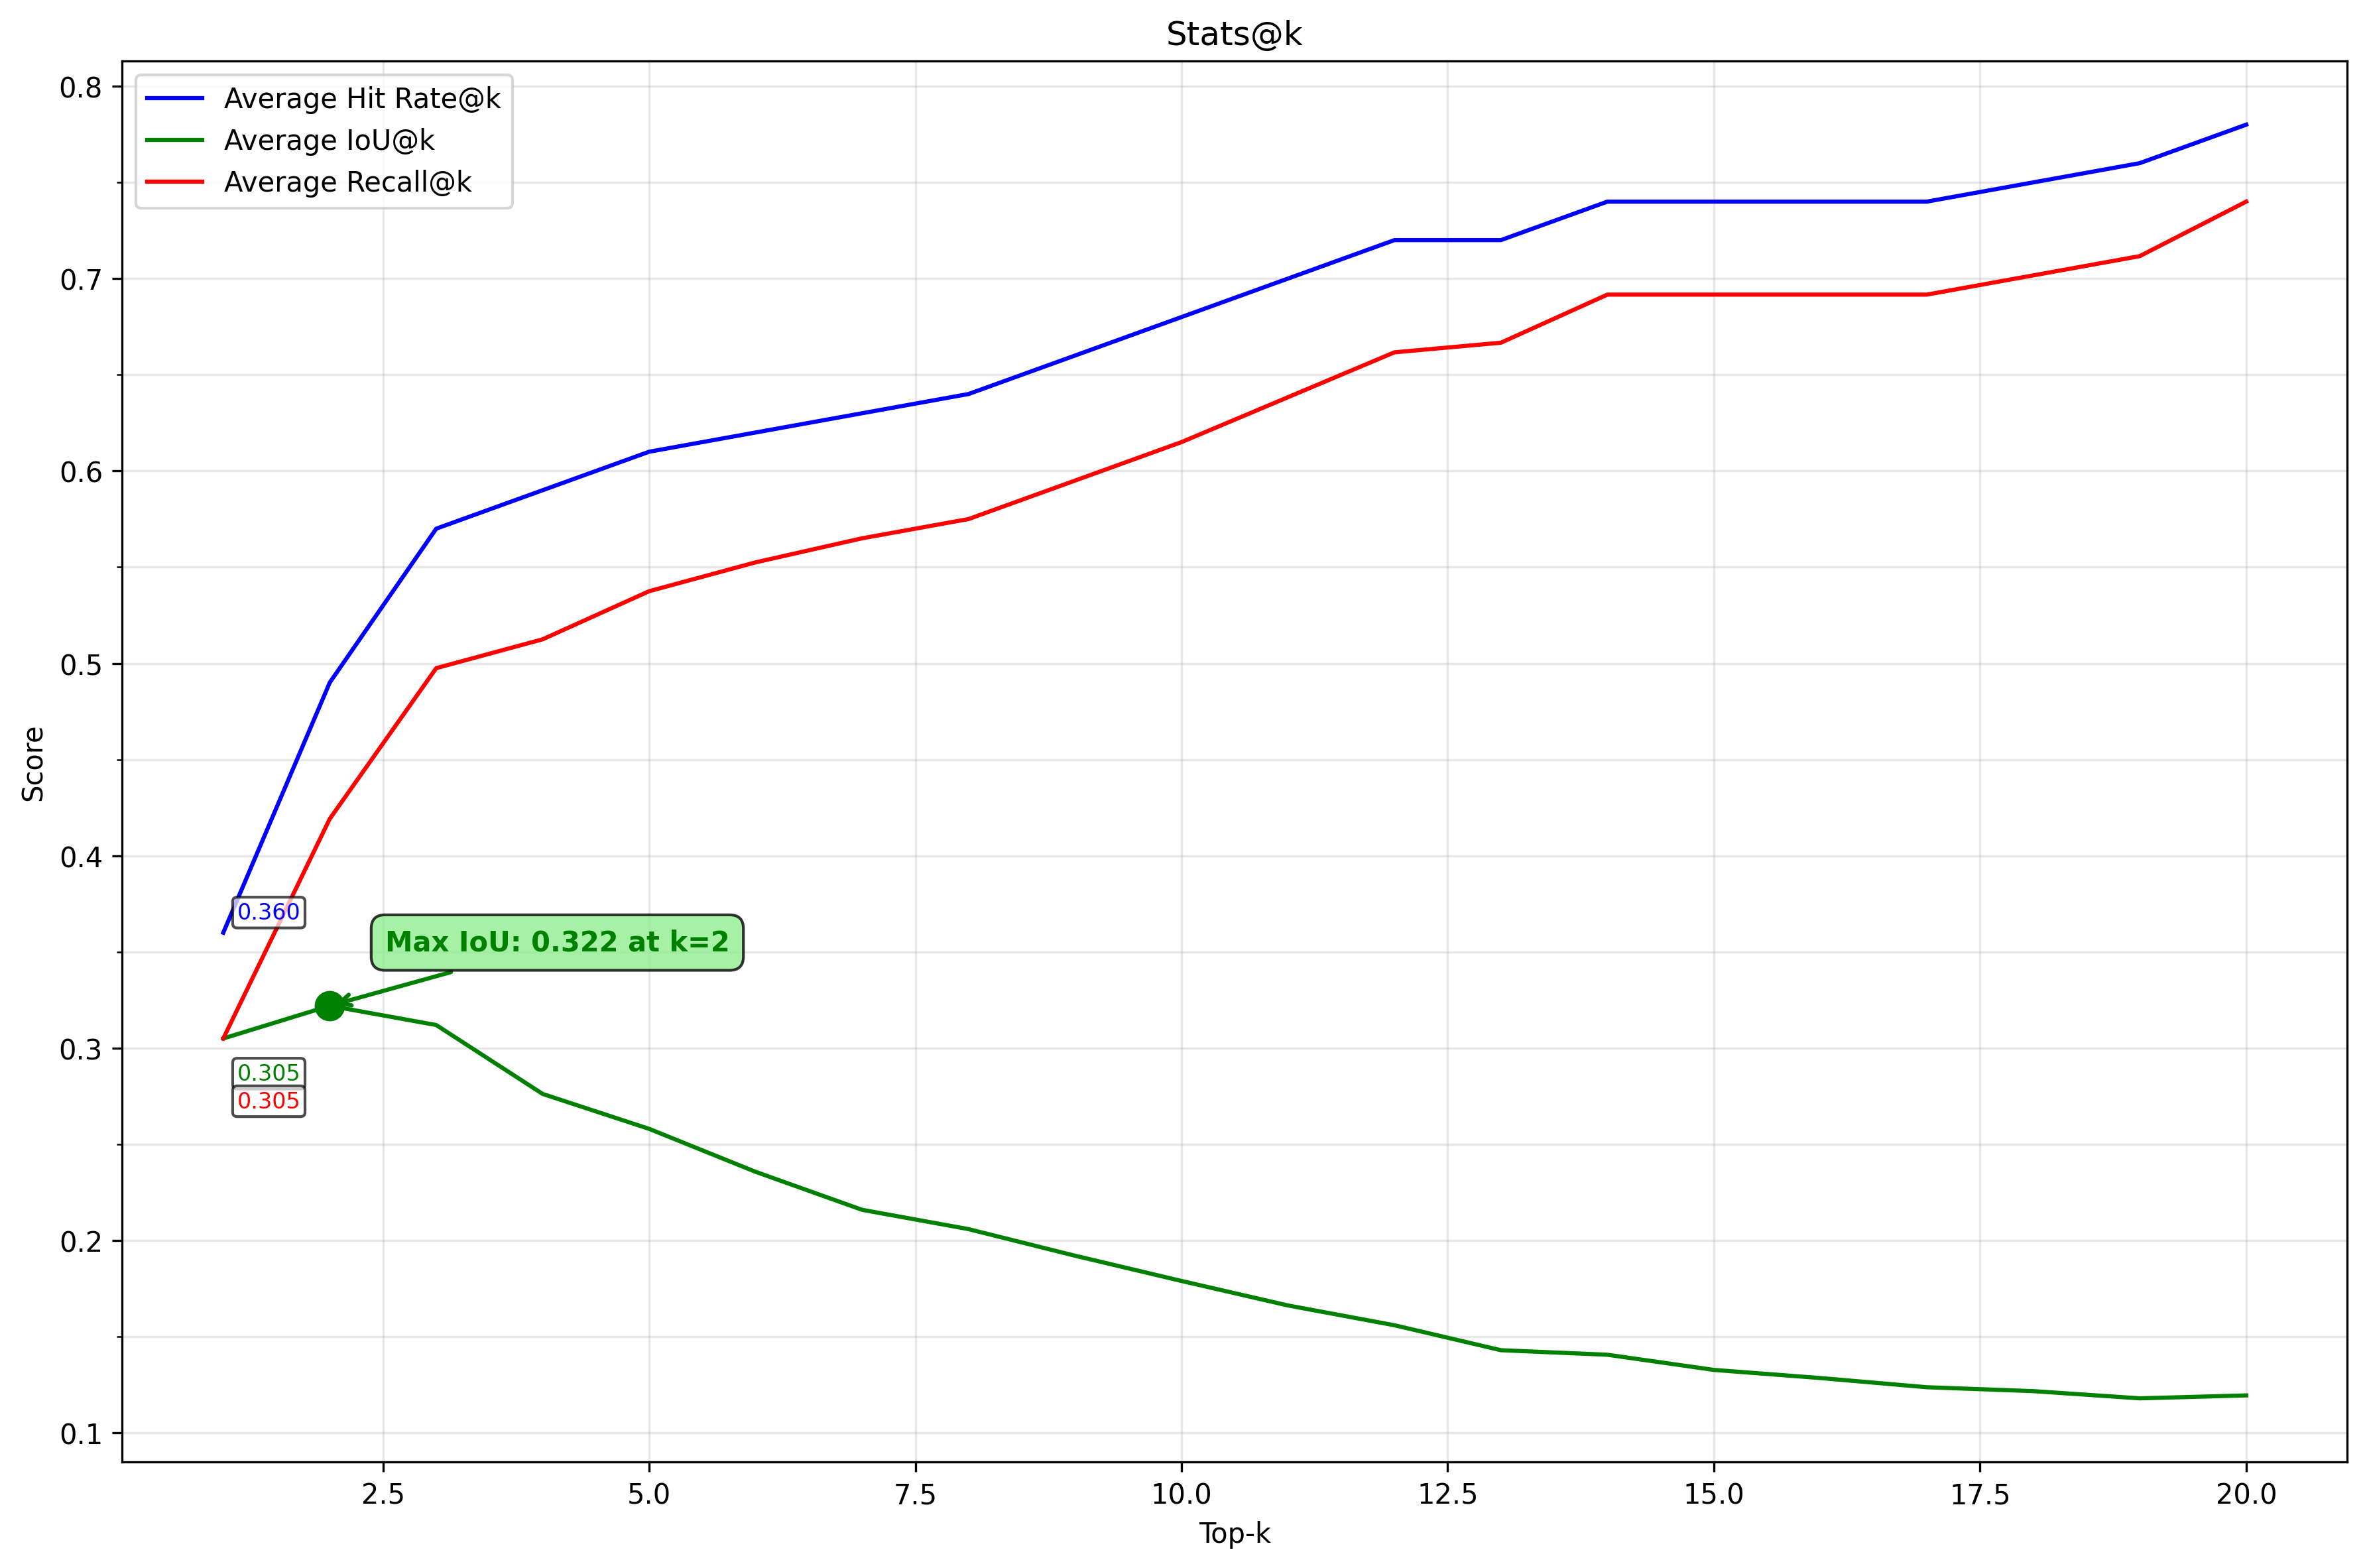 Stats@k
Average Hit Rate@k
Average IoU@k
Average Recall@k
0.8
0.7
0.6
0.5
0.4
0.3
0.2
0.1
Score
0.360
Max IoU: 0.322 at k=2
0.305
0.305
2.5 5.0 7.5 10.0 12.5 15.0 17.5 20.0
Top-k